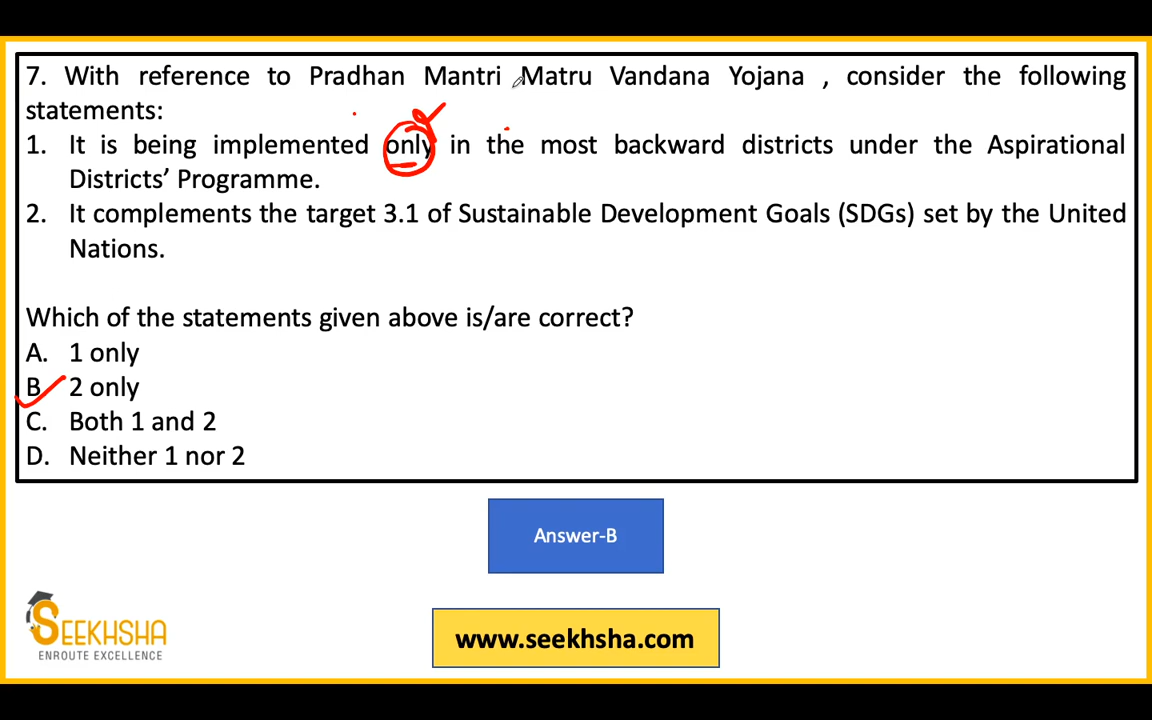 7. With reference to Pradhan Mantri Matru Vandana Yojana , consider the following
statements:
1. It is being implemented only in the most backward districts under the Aspirational
Districts’ Programme.
2. It complements the target 3.1 of Sustainable Development Goals (SDGs) set by the United
Nations.
Which of the statements given above is/are correct?
A. 1 only
B. 2 only
C. Both 1 and 2
D. Neither 1 nor 2
Answer-B
SEEKHSHA
ENROUTE EXCELLENCE
www.seekhsha.com